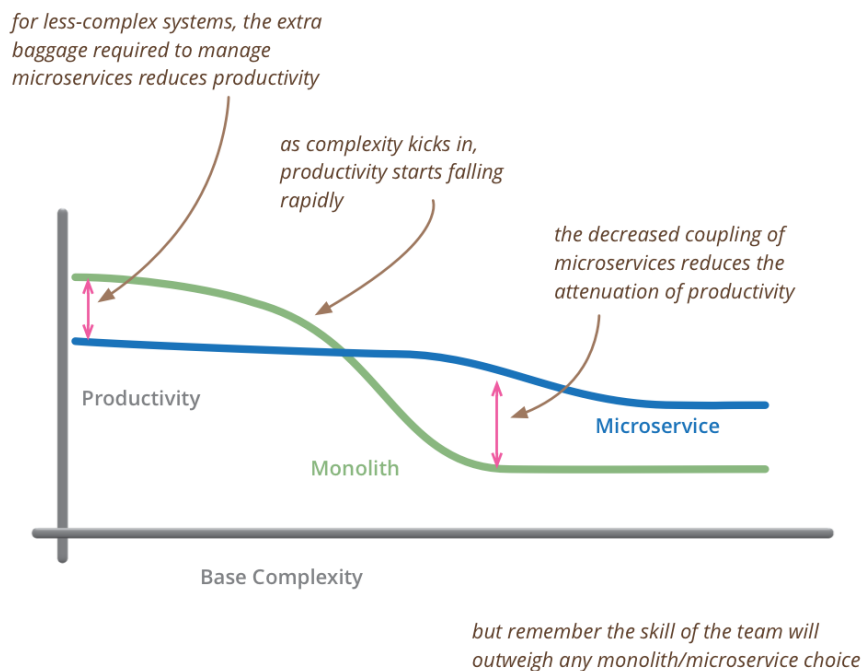 for less-complex systems, the extra
baggage required to manage
microservices reduces productivity
as complexity kicks in,
productivity starts falling
rapidly
the decreased coupling of
microservices reduces the
attenuation of productivity
Productivity
Microservice
Monolith
Base Complexity
but remember the skill of the team will
outweigh any monolith/microservice choice